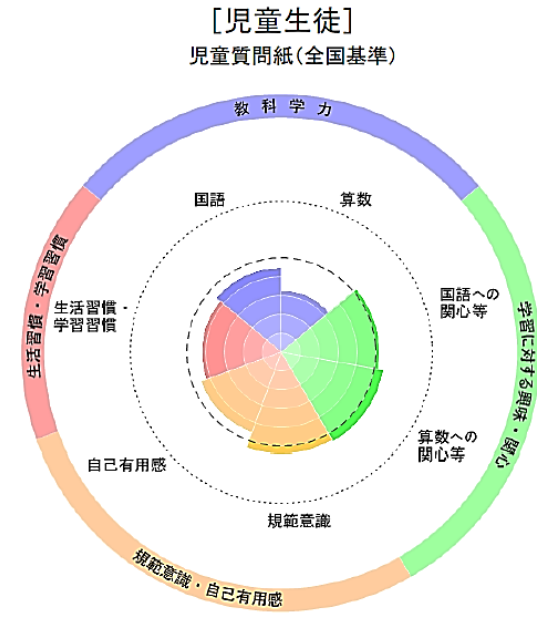 ［児童生徒］
児童質問紙（全国基準）
教科学力
国語
算数
生活習慣・学習習慣
生活習慣・
学習習慣
国語への
関心等
学習に対する興味・関心
算数への
関心等
自己有用感
規範意識
規範意識・自己有用感